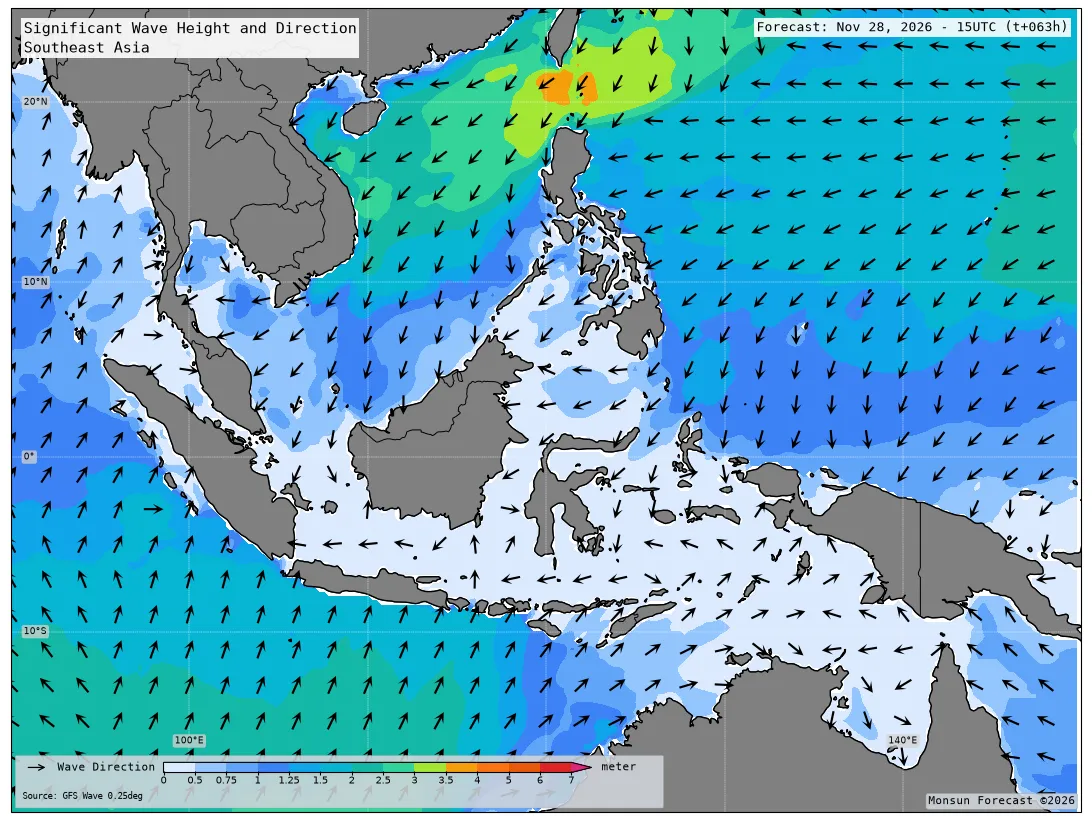 Significant Wave Height and Direction
Southeast Asia
Forecast: Nov 28, 2026 - 15UTC (t+063h)
20°N
10°N
0°
10°S
100°E
140°E
Wave Direction
meter
0 0.5 0.75 1 1.25 1.5 2 2.5 3 3.5 4 5 6 7
Source: GFS Wave 0.25deg
Monsun Forecast ©2026